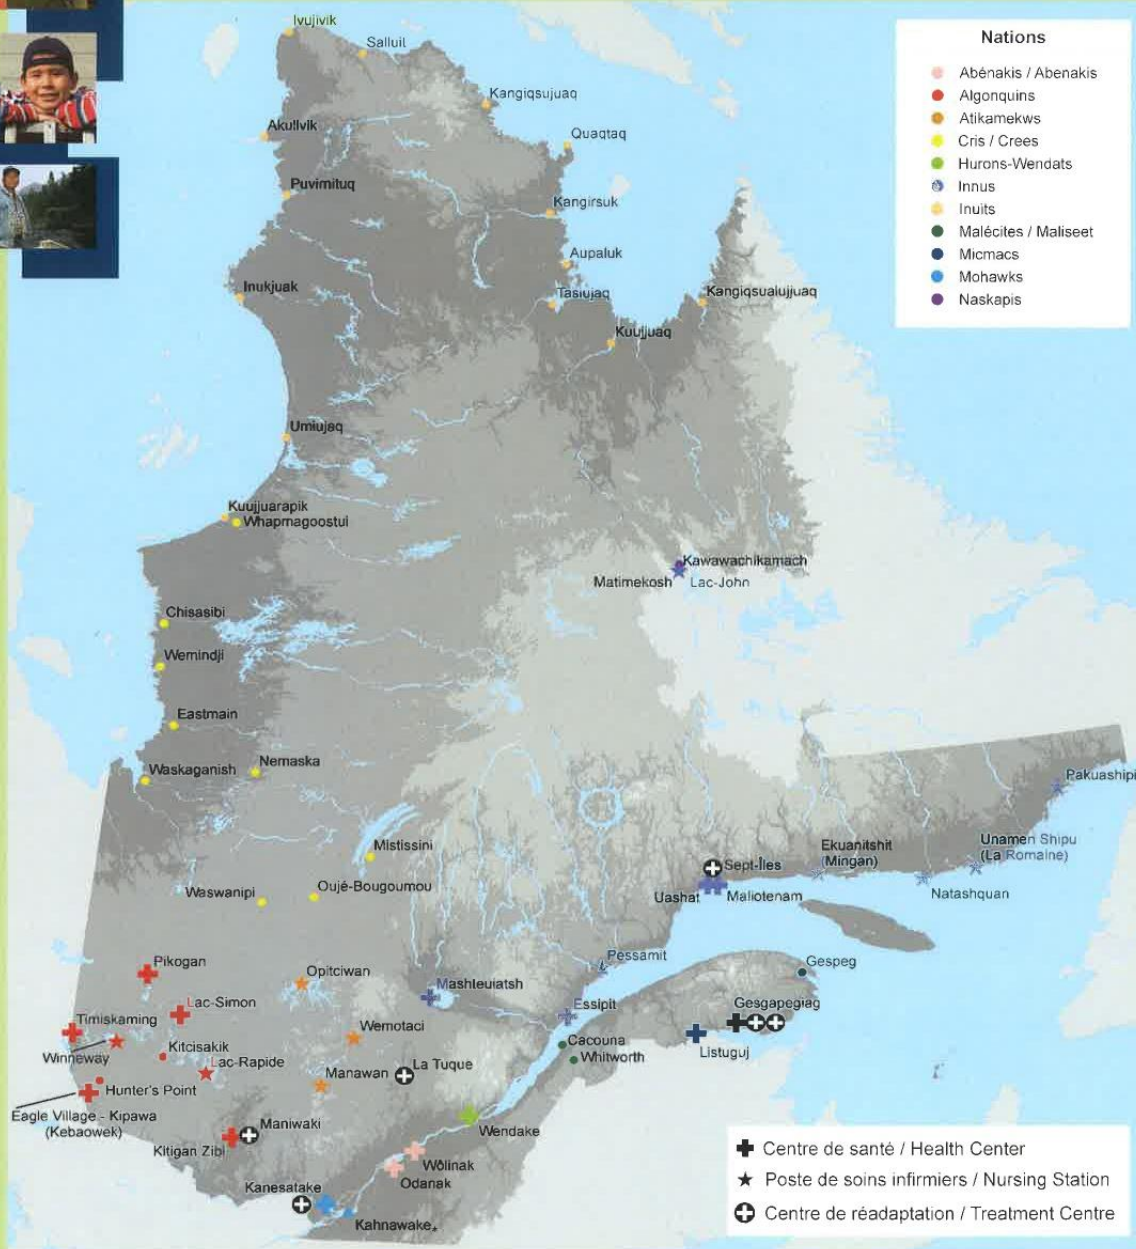 Ivujivik
Salluit
Kangiqsujuaq
Akulivik
Quaqtaq
Puvirnituq
Kangirsuk
Aupaluk
Inukjuak
Tasiujaq
Kangiqsualujjuaq
Kuujjuaq
Umiujaq
Kuujjuarapik
Whapmagoostui
Kawawachikamach
Matimekosh
Lac-John
Chisasibi
Wemindji
Eastmain
Waskaganish
Nemaska
Pakuashipi
Mistissini
Waswanipi
Oujé-Bougoumou
Sept-Îles
Ekuanitshit
(Mingan)
Unamen Shipu
(La Romaine)
Uashat
Maliotenam
Natashquan
Pikogan
Opitciwan
Pessamit
Gespeg
Mashteuiatsh
Lac-Simon
Essipit
Gesgapegiag
Timiskaming
Wemotaci
Winneway
Kitcisakik
Cacouna
Whitworth
Listuguj
Lac-Rapide
La Tuque
Manawan
Hunter's Point
Eagle Village - Kipawa
(Kebaowek)
Maniwaki
Kitigan Zibi
Wendake
Wôlinak
Odanak
Kanesatake
Kahnawake
Nations
Abénakis / Abenakis
Algonquins
Atikamekws
Cris / Crees
Hurons-Wendats
Innus
Inuits
Malécites / Maliseet
Micmacs
Mohawks
Naskapis
Centre de santé / Health Center
Poste de soins infirmiers / Nursing Station
Centre de réadaptation / Treatment Centre